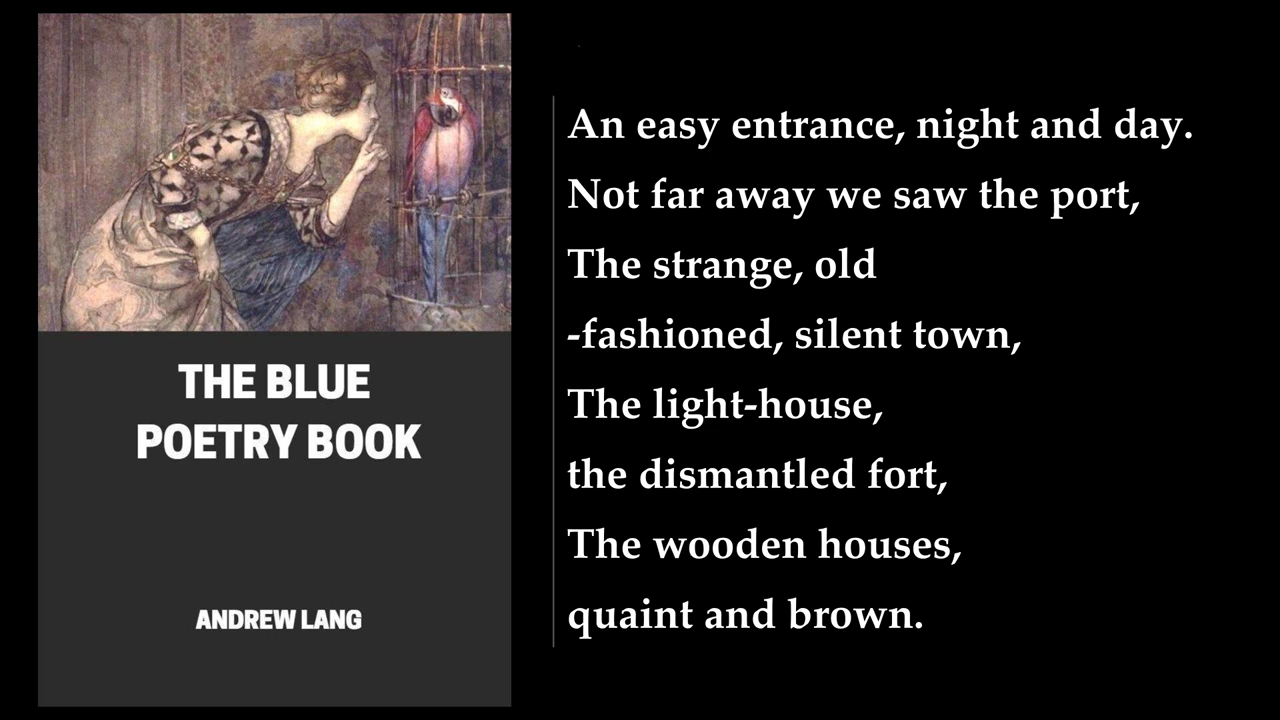 THE BLUE
POETRY BOOK
ANDREW LANG
An easy entrance, night and day.
Not far away we saw the port,
The strange, old
-fashioned, silent town,
The light-house,
the dismantled fort,
The wooden houses,
quaint and brown.